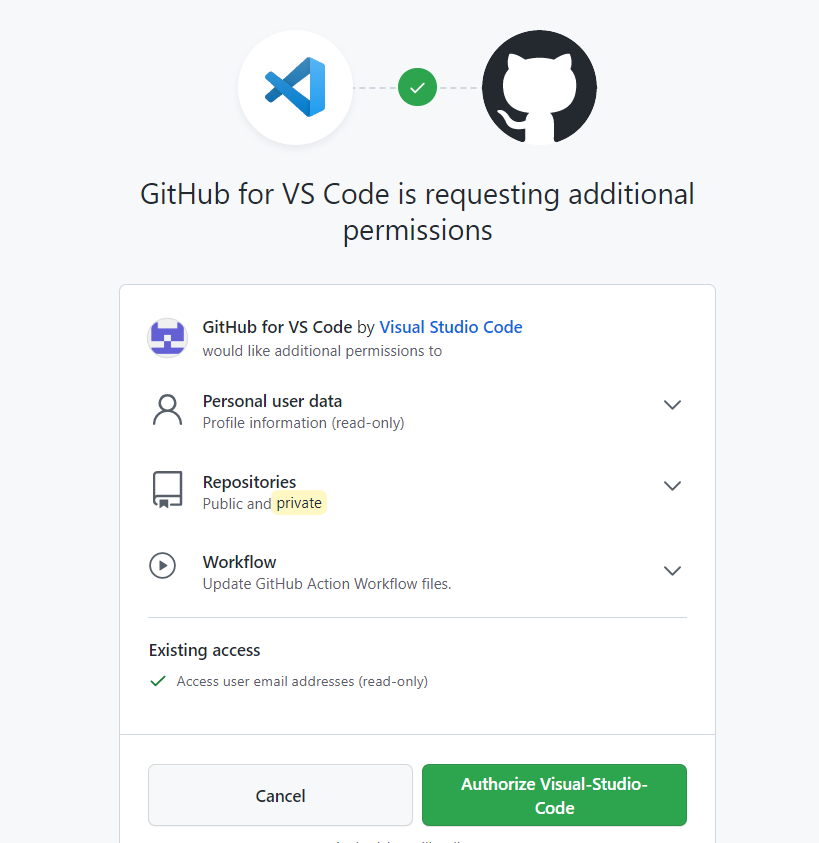 GitHub for VS Code is requesting additional
permissions
GitHub for VS Code by Visual Studio Code
would like additional permissions to
Personal user data
Profile information (read-only)
Repositories
Public and private
Workflow
Update GitHub Action Workflow files.
Existing access
Access user email addresses (read-only)
Cancel
Authorize Visual-Studio-
Code